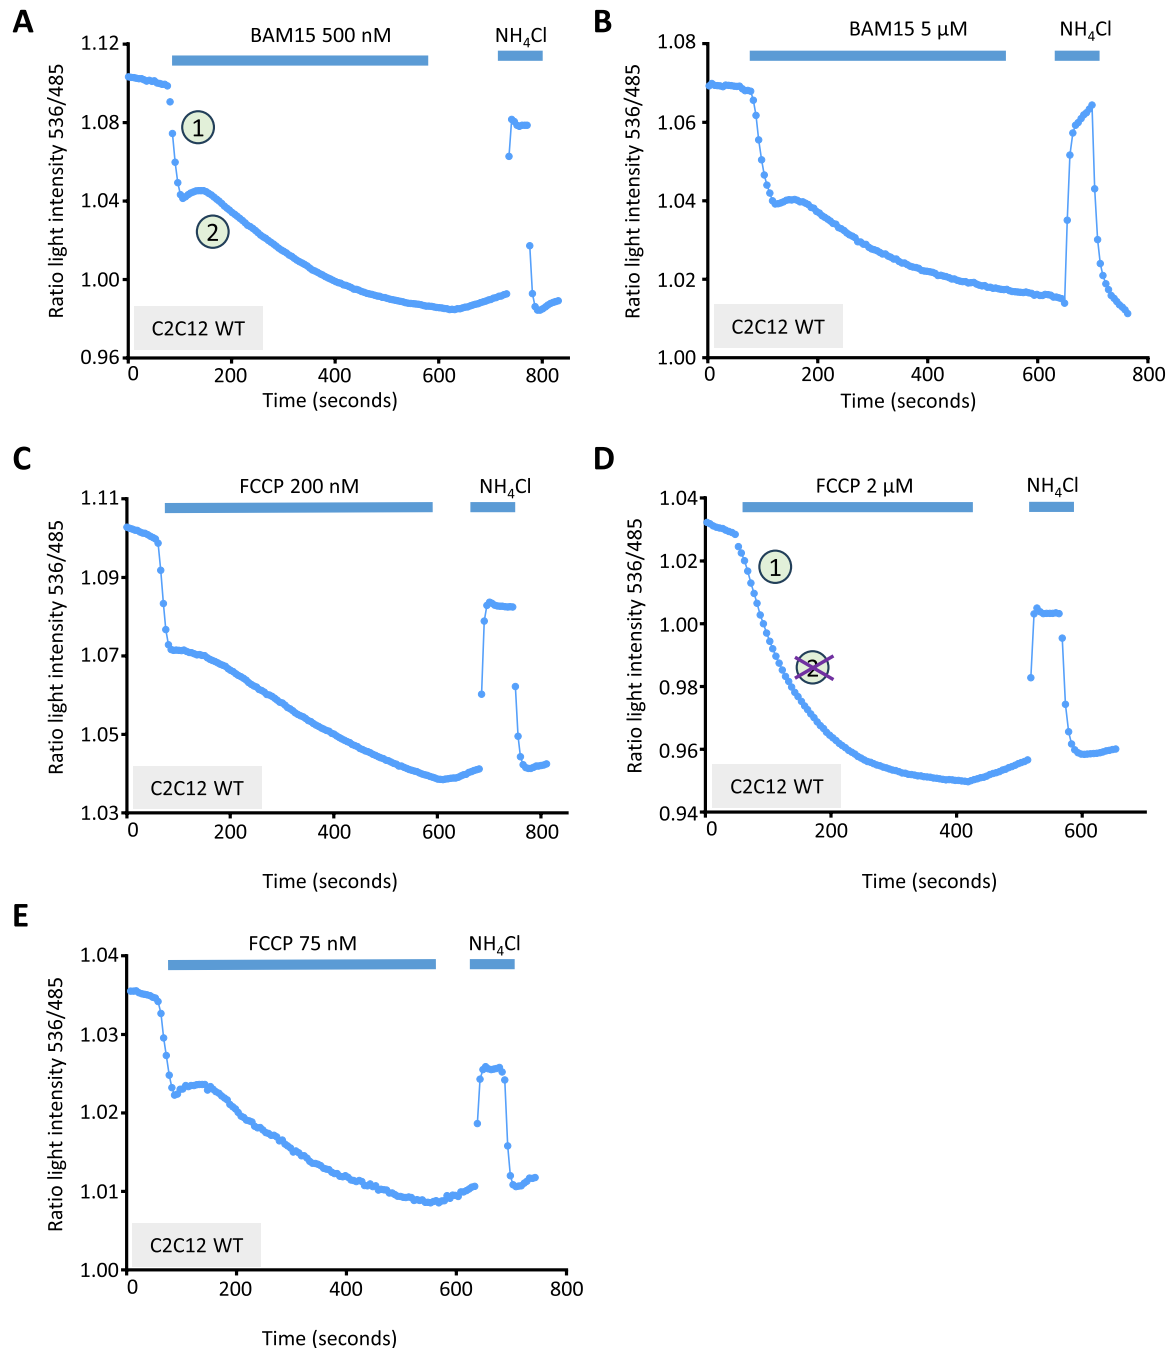 A
BAM15 500 nM
NH₄Cl
Ratio light intensity 536/485
1.12
1.08
1.04
1.00
0.96
1
2
C2C12 WT
0
200
400
600
800
Time (seconds)
B
BAM15 5 µM
NH₄Cl
Ratio light intensity 536/485
1.08
1.06
1.04
1.02
1.00
C2C12 WT
0
200
400
600
800
Time (seconds)
C
FCCP 200 nM
NH₄Cl
Ratio light intensity 536/485
1.11
1.09
1.07
1.05
1.03
C2C12 WT
0
200
400
600
800
Time (seconds)
D
FCCP 2 µM
NH₄Cl
Ratio light intensity 536/485
1.04
1.02
1.00
0.98
0.96
0.94
1
2
C2C12 WT
0
200
400
600
Time (seconds)
E
FCCP 75 nM
NH₄Cl
Ratio light intensity 536/485
1.04
1.03
1.02
1.01
1.00
C2C12 WT
0
200
400
600
800
Time (seconds)